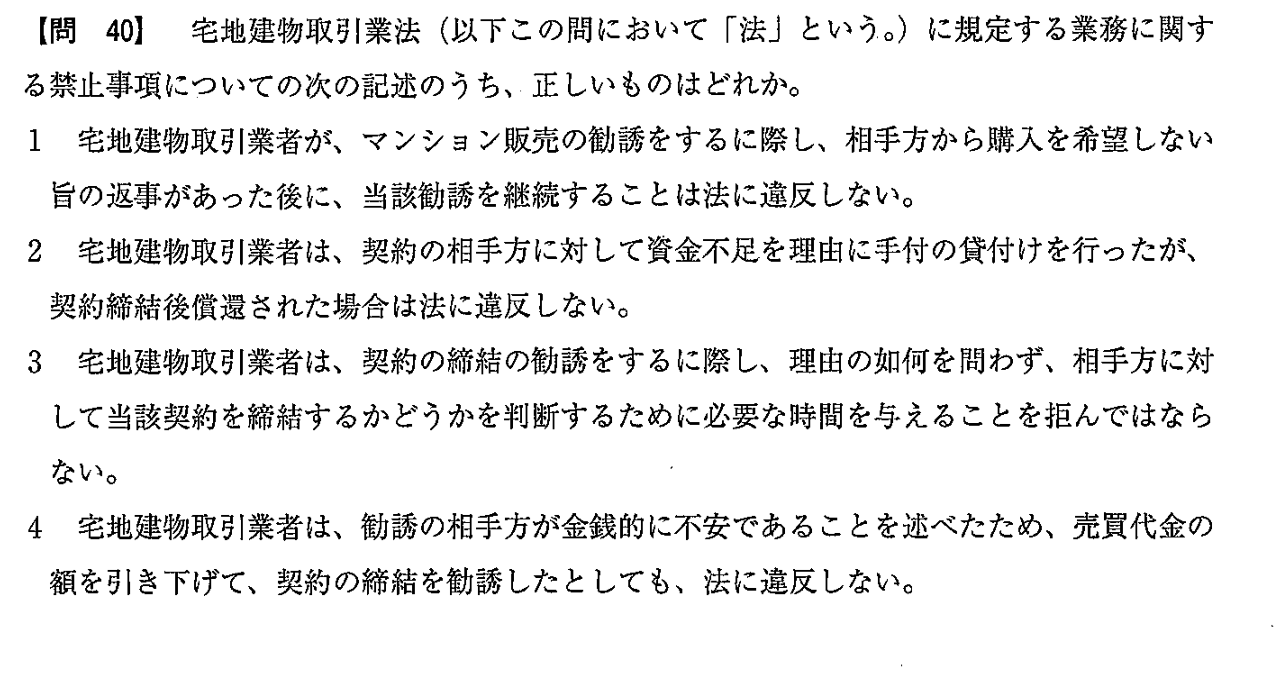 【問　40】　宅地建物取引業法（以下この問において「法」という。）に規定する業務に関す
る禁止事項についての次の記述のうち、正しいものはどれか。
1　宅地建物取引業者が、マンション販売の勧誘をするに際し、相手方から購入を希望しない
旨の返事があった後に、当該勧誘を継続することは法に違反しない。
2　宅地建物取引業者は、契約の相手方に対して資金不足を理由に手付の貸付けを行ったが、
契約締結後償還された場合は法に違反しない。
3　宅地建物取引業者は、契約の締結の勧誘をするに際し、理由の如何を問わず、相手方に対
して当該契約を締結するかどうかを判断するために必要な時間を与えることを拒んではなら
ない。
4　宅地建物取引業者は、勧誘の相手方が金銭的に不安であることを述べたため、売買代金の
額を引き下げて、契約の締結を勧誘したとしても、法に違反しない。